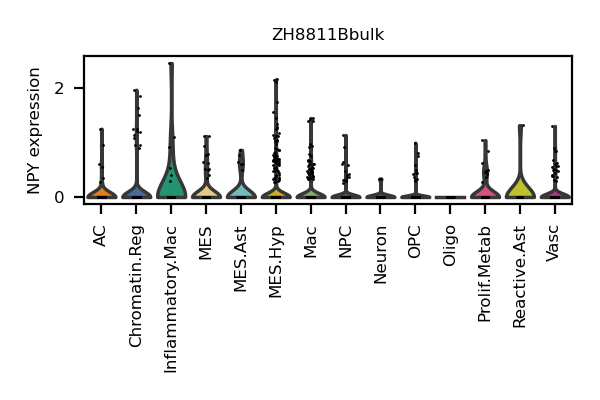 ZH8811Bbulk
NPY expression
2
0
AC
Chromatin.Reg
Inflammatory.Mac
MES
MES.Ast
MES.Hyp
Mac
NPC
Neuron
OPC
Oligo
Prolif.Metab
Reactive.Ast
Vasc